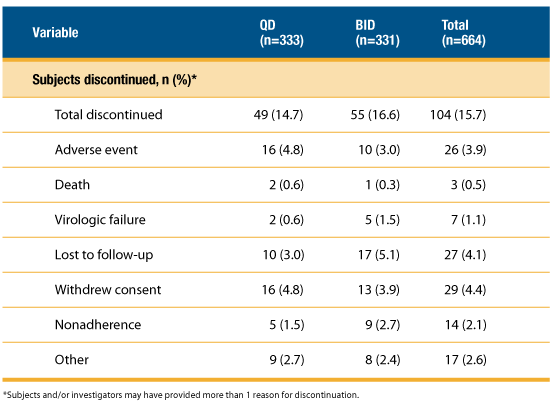 Variable QD (n=333) BID (n=331) Total (n=664)
Subjects discontinued, n (%)*
Total discontinued 49 (14.7) 55 (16.6) 104 (15.7)
Adverse event 16 (4.8) 10 (3.0) 26 (3.9)
Death 2 (0.6) 1 (0.3) 3 (0.5)
Virologic failure 2 (0.6) 5 (1.5) 7 (1.1)
Lost to follow-up 10 (3.0) 17 (5.1) 27 (4.1)
Withdrew consent 16 (4.8) 13 (3.9) 29 (4.4)
Nonadherence 5 (1.5) 9 (2.7) 14 (2.1)
Other 9 (2.7) 8 (2.4) 17 (2.6)
*Subjects and/or investigators may have provided more than 1 reason for discontinuation.